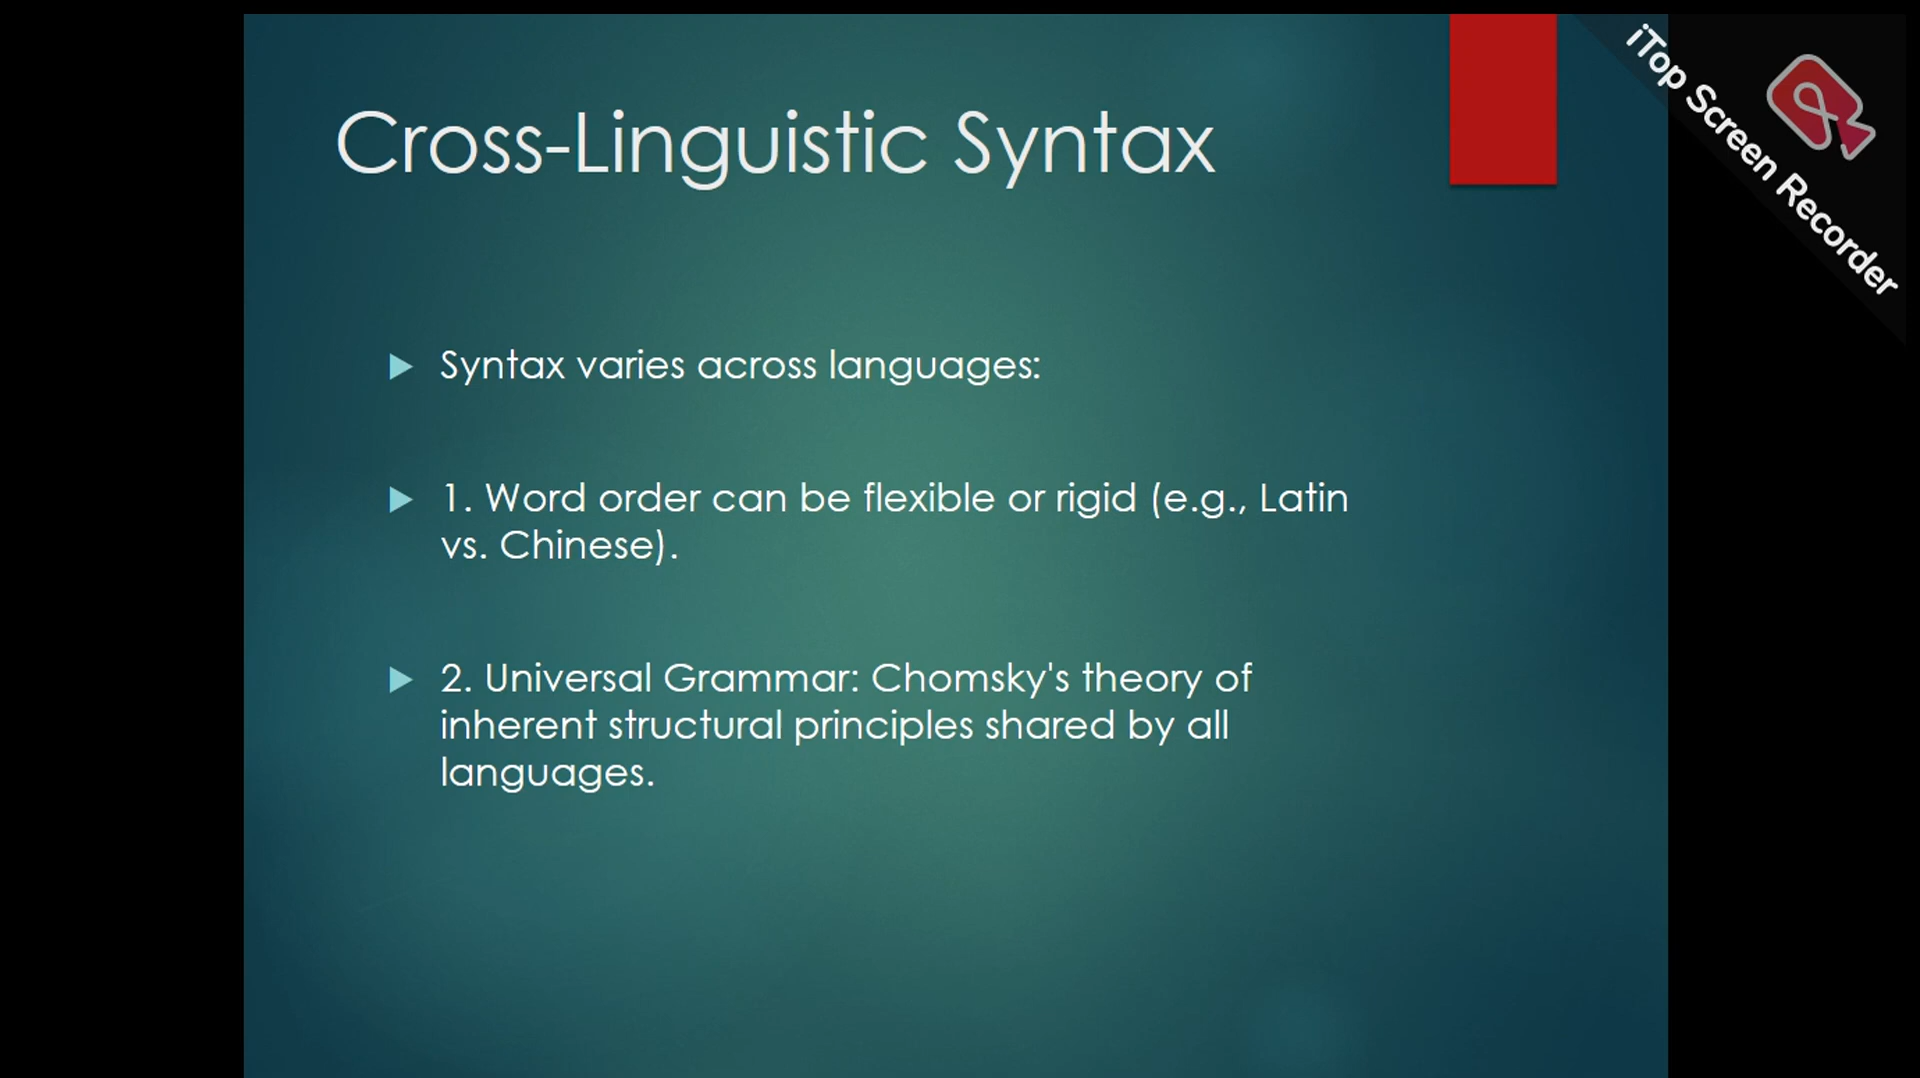 Cross-Linguistic Syntax
iTop Screen Recorder
Syntax varies across languages:
1. Word order can be flexible or rigid (e.g., Latin
vs. Chinese).
2. Universal Grammar: Chomsky's theory of
inherent structural principles shared by all
languages.